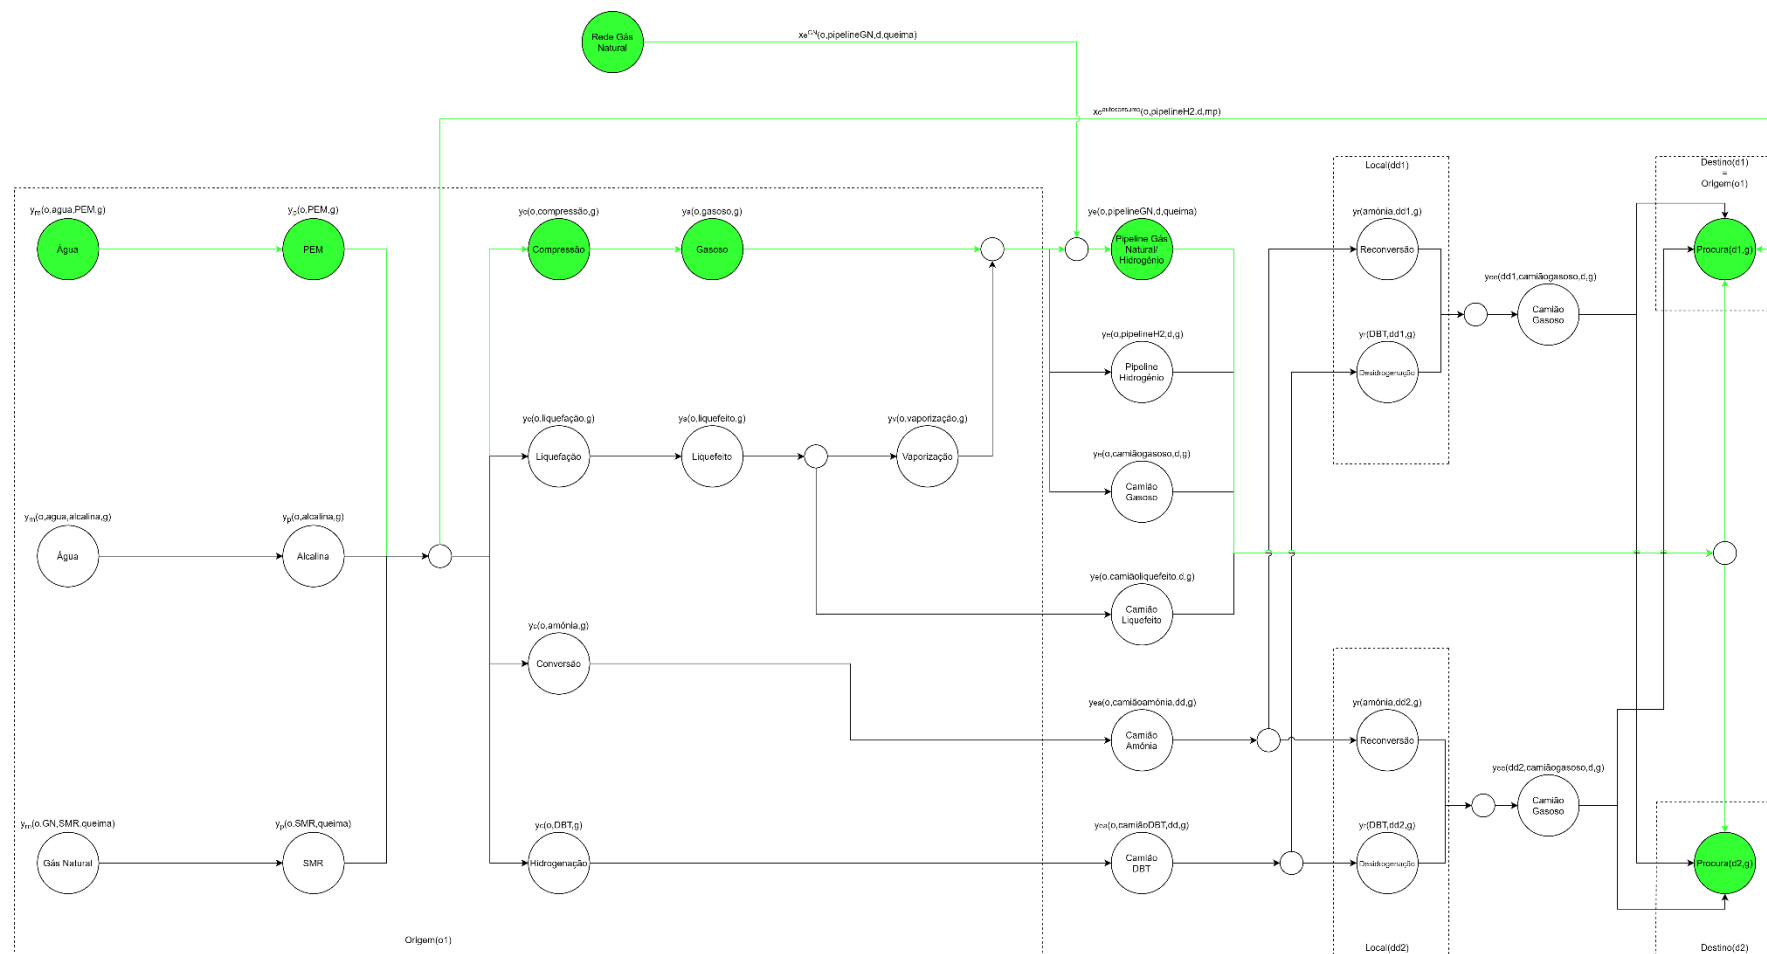 Rede Gás
Natural
xe^GN(o,pipelineGN,d,queima)
xc^autoconsumo(o,pipelineH2,d,mp)
Local(dd1)
Destino(d1)
=
Origem(o1)
ym(o,agua,PEM,g)
yp(o,PEM,g)
yc(o,compressão,g)
ya(o,gasoso,g)
ye(o,pipelineGN,d,queima)
yr(amónia,dd1,g)
Água
PEM
Compressão
Gasoso
Pipeline Gás
Natural/
Hidrogénio
Reconversão
Procura(d1,g)
yee(dd1,camiãogasoso,d,g)
Camião
Gasoso
ye(o,pipelineH2,d,g)
yr(DBT,dd1,g)
Pipeline
Hidrogénio
Desidrogenação
yc(o,liquefação,g)
ya(o,liquefeito,g)
yv(o,vaporização,g)
ye(o,camiãogasoso,d,g)
Liquefação
Liquefeito
Vaporização
Camião
Gasoso
ym(o,agua,alcalina,g)
yp(o,alcalina,g)
Água
Alcalina
ye(o,camiãoliquefeito,d,g)
Camião
Liquefeito
yc(o,amónia,g)
Conversão
yea(o,camiãoamónia,dd,g)
yr(amónia,dd2,g)
Camião
Amónia
Reconversão
yee(dd2,camiãogasoso,d,g)
Camião
Gasoso
ym(o,GN,SMR,queima)
yp(o,SMR,queima)
yc(o,DBT,g)
yea(o,camiãoDBT,dd,g)
yr(DBT,dd2,g)
Gás Natural
SMR
Hidrogenação
Camião
DBT
Desidrogenação
Procura(d2,g)
Origem(o1)
Local(dd2)
Destino(d2)